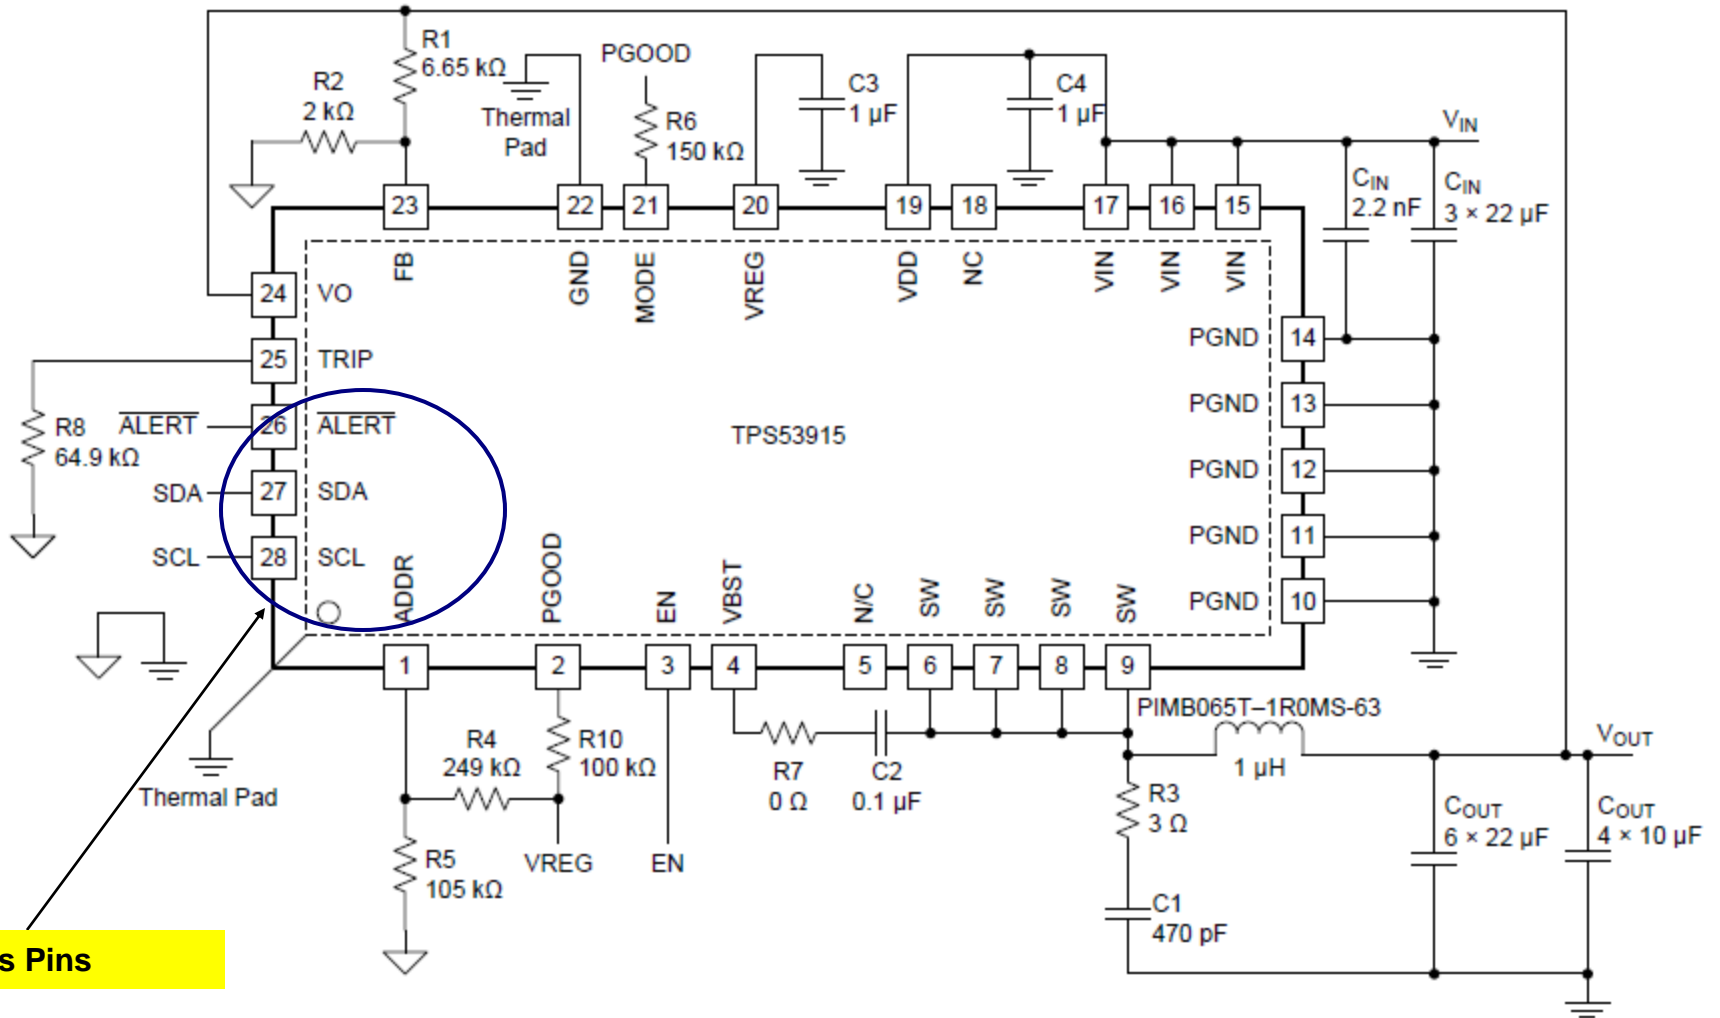 R1
6.65 kΩ
R2
2 kΩ
Thermal
Pad
PGOOD
R6
150 kΩ
C3
1 µF
C4
1 µF
VIN
CIN
2.2 nF
CIN
3 × 22 µF
23
22
21
20
19
18
17
16
15
FB
GND
MODE
VREG
VDD
NC
VIN
VIN
VIN
24
VO
25
TRIP
R8
64.9 kΩ
ALERT
26
ALERT
SDA
27
SDA
SCL
28
SCL
TPS53915
PGND
14
PGND
13
PGND
12
PGND
11
PGND
10
ADDR
PGOOD
EN
VBST
N/C
SW
SW
SW
SW
1
2
3
4
5
6
7
8
9
Thermal Pad
R4
249 kΩ
R10
100 kΩ
R5
105 kΩ
VREG
EN
R7
0 Ω
C2
0.1 µF
PIMB065T–1R0MS-63
1 µH
R3
3 Ω
C1
470 pF
VOUT
COUT
6 × 22 µF
COUT
4 × 10 µF
s Pins